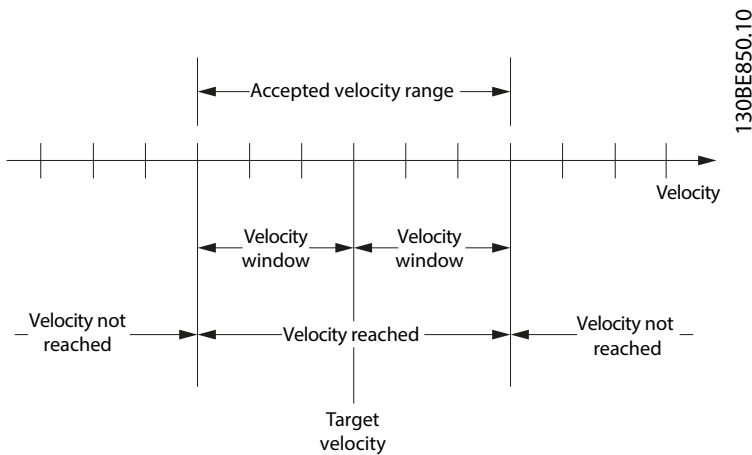 130BE850.10
Accepted velocity range
Velocity
Velocity
window
Velocity
window
Velocity not
reached
Velocity reached
Velocity not
reached
Target
velocity